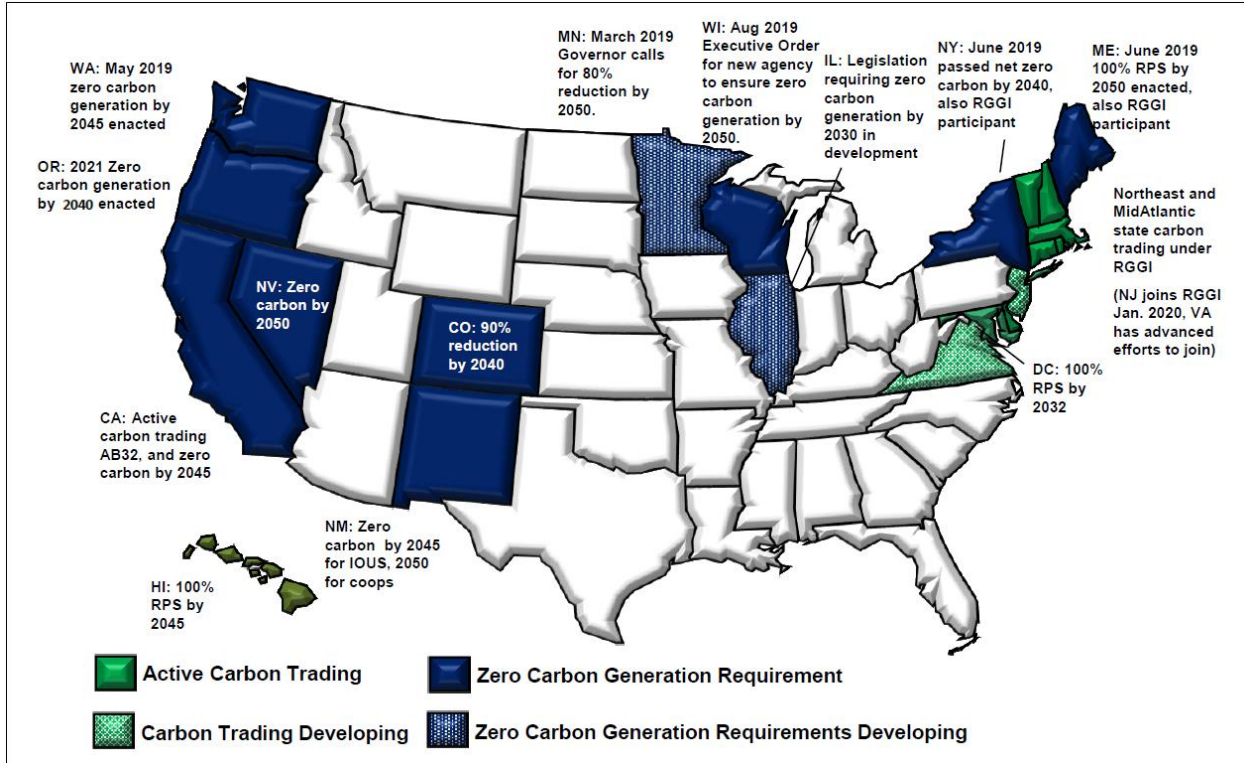 WA: May 2019
zero carbon
generation by
2045 enacted
OR: 2021 Zero
carbon generation
by 2040 enacted
MN: March 2019
Governor calls
for 80%
reduction by
2050.
WI: Aug 2019
Executive Order
for new agency
to ensure zero
carbon
generation by
2050.
IL: Legislation
requiring zero
carbon
generation by
2030 in
development
NY: June 2019
passed net zero
carbon by 2040,
also RGGI
participant
ME: June 2019
100% RPS by
2050 enacted,
also RGGI
participant
Northeast and
MidAtlantic
state carbon
trading under
RGGI
(NJ joins RGGI
Jan. 2020, VA
has advanced
efforts to join)
NV: Zero
carbon by
2050
CO: 90%
reduction
by 2040
DC: 100%
RPS by
2032
CA: Active
carbon trading
AB32, and zero
carbon by 2045
NM: Zero
carbon by 2045
for IOUS, 2050
for coops
HI: 100%
RPS by
2045
Active Carbon Trading
Zero Carbon Generation Requirement
Carbon Trading Developing
Zero Carbon Generation Requirements Developing